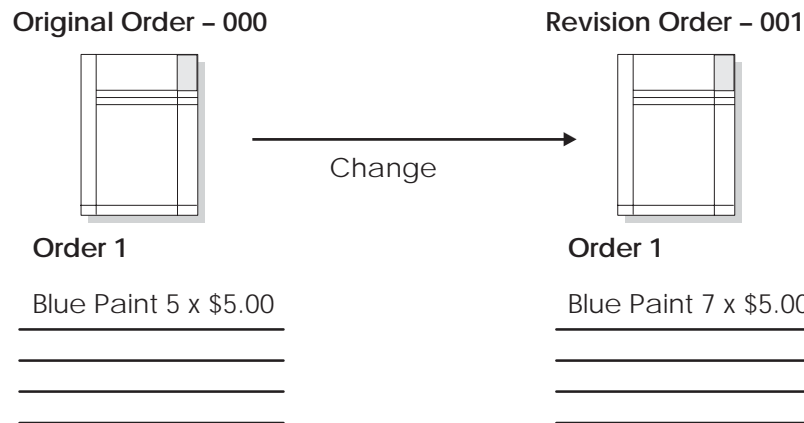 Original Order – 000
Revision Order – 001
Change
Order 1
Order 1
Blue Paint 5 x $5.00
Blue Paint 7 x $5.00